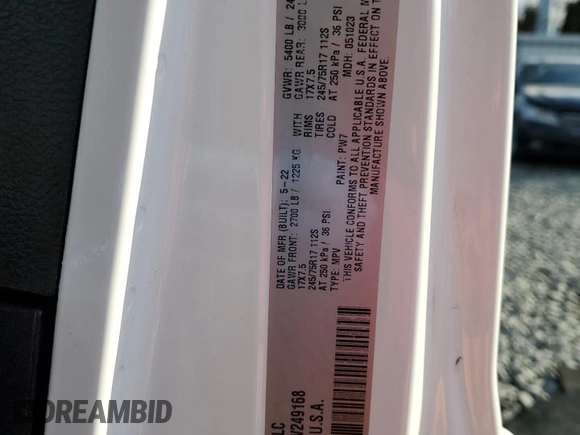 LC
DATE OF MFR (BUILT): 5-22
GVWR: 5400 LB / 24
GAWR FRONT: 2700 LB / 1225 KG WITH
GAWR REAR: 3000 L
17X7.5 RIMS 17X7.5
245/75R17 112S TIRES 245/75R17 112S
AT 250 kPa / 36 PSI COLD AT 250 kPa / 36 PSI
TYPE: MPV PAINT: PW7 MDH: 051023
THIS VEHICLE CONFORMS TO ALL APPLICABLE U.S.A. FEDERAL M
SAFETY AND THEFT PREVENTION STANDARDS IN EFFECT ON T
MANUFACTURE SHOWN ABOVE.
249168
U.S.A.
DREAMBID